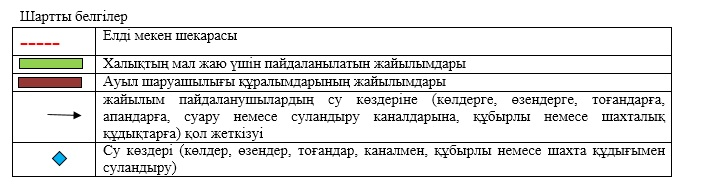 Шартты белгілер
Елді мекен шекарасы
Халықтың мал жаю үшін пайдаланылатын жайылымдары
Ауыл шаруашылығы құралымдарының жайылымдары
жайылым пайдаланушылардың су көздеріне (көлдерге, өзендерге, тоғандарға,
апандарға, суару немесе суландыру каналдарына, құбырлы немесе шахталық
құдықтарға) қол жеткізуі
Су көздері (көлдер, өзендер, тоғандар, каналмен, құбырлы немесе шахта құдығымен
суландыру)